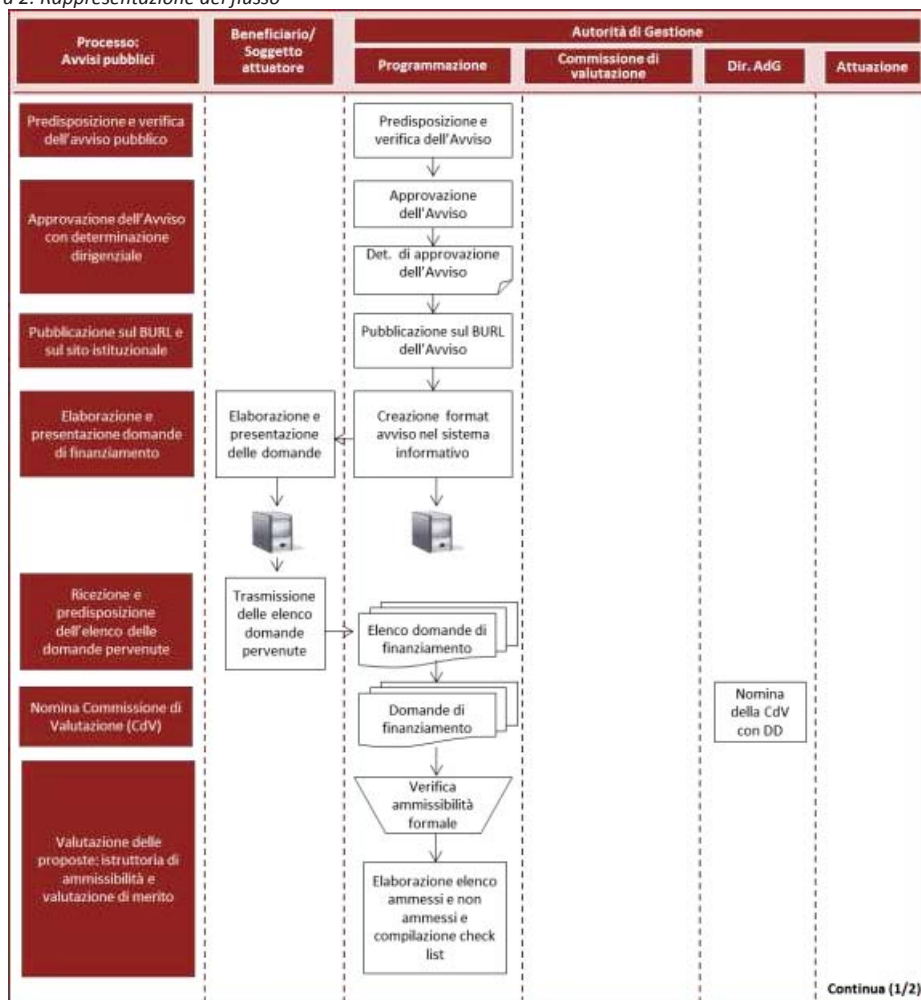 a 2: Rappresentazione del flusso
Processo:
Avvisi pubblici
Beneficiario/
Soggetto
attuatore
Autorità di Gestione
Programmazione
Commissione di
valutazione
Dir. AdG
Attuazione
Predisposizione e verifica
dell'avviso pubblico
Predisposizione e
verifica dell'Avviso
Approvazione dell'Avviso
con determinazione
dirigenziale
Approvazione
dell'Avviso
Det. di approvazione
dell'Avviso
Pubblicazione sul BURL e
sul sito istituzionale
Pubblicazione sul BURL
dell'Avviso
Elaborazione e
presentazione domande
di finanziamento
Elaborazione e
presentazione
delle domande
Creazione format
avviso nel sistema
informativo
Ricezione e
predisposizione
dell'elenco delle
domande pervenute
Trasmissione
delle elenco
domande
pervenute
Elenco domande di
finanziamento
Nomina Commissione di
Valutazione (CdV)
Domande di
finanziamento
Nomina
della CdV
con DD
Valutazione delle
proposte: istruttoria di
ammissibilità e
valutazione di merito
Verifica
ammissibilità
formale
Elaborazione elenco
ammessi e non
ammessi e
compilazione check
list
Continua (1/2)